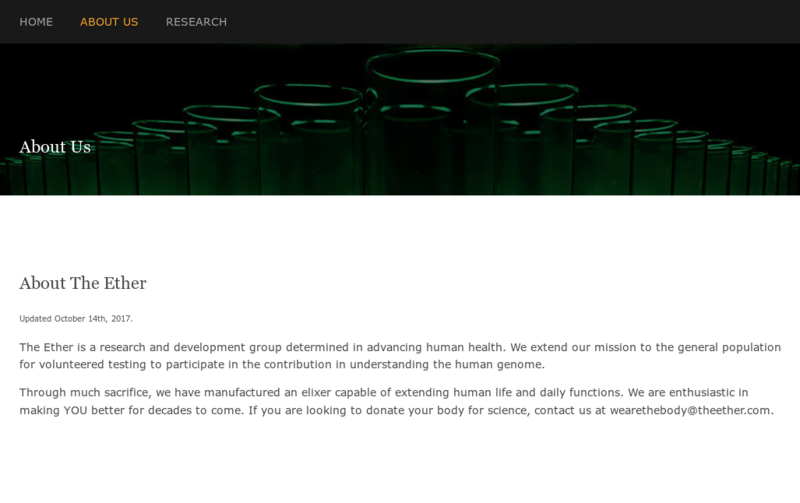 HOME ABOUT US RESEARCH
About Us
About The Ether
Updated October 14th, 2017.
The Ether is a research and development group determined in advancing human health. We extend our mission to the general population
for volunteered testing to participate in the contribution in understanding the human genome.
Through much sacrifice, we have manufactured an elixer capable of extending human life and daily functions. We are enthusiastic in
making YOU better for decades to come. If you are looking to donate your body for science, contact us at wearethebody@theether.com.